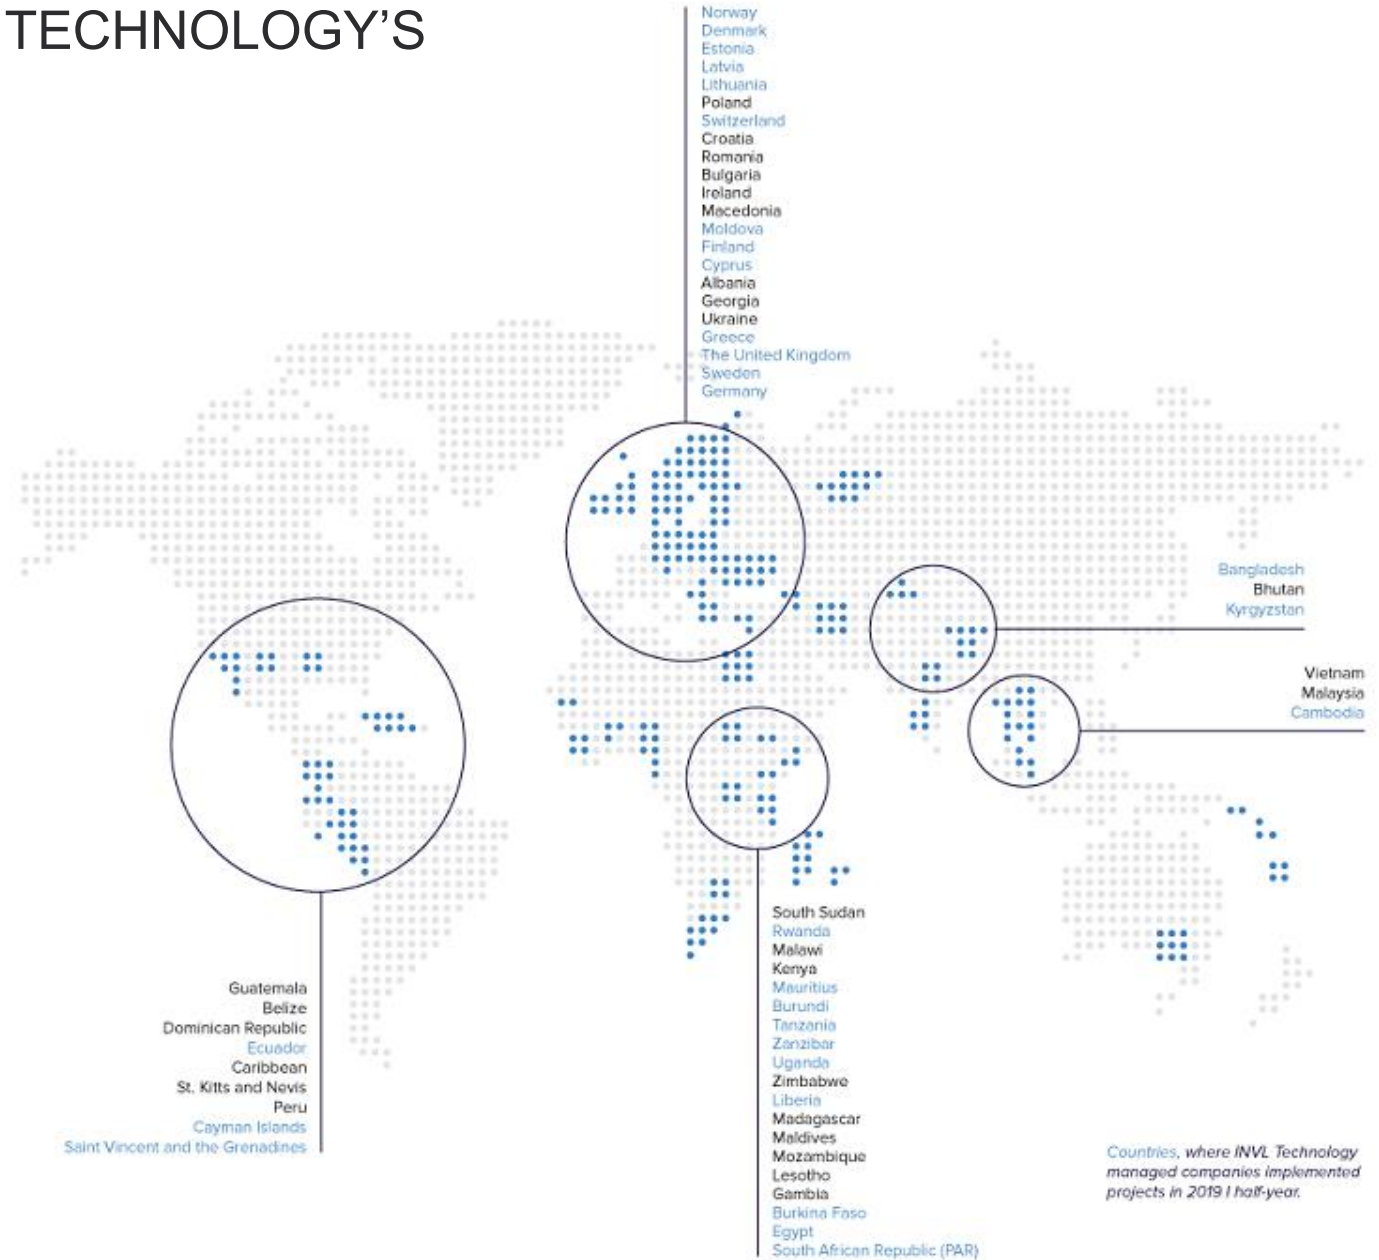 TECHNOLOGY’S
Norway
Denmark
Estonia
Latvia
Lithuania
Poland
Switzerland
Croatia
Romania
Bulgaria
Ireland
Macedonia
Moldova
Finland
Cyprus
Albania
Georgia
Ukraine
Greece
The United Kingdom
Sweden
Germany
Bangladesh
Bhutan
Kyrgyzstan
Vietnam
Malaysia
Cambodia
Guatemala
Belize
Dominican Republic
Ecuador
Caribbean
St. Kitts and Nevis
Peru
Cayman Islands
Saint Vincent and the Grenadines
South Sudan
Rwanda
Malawi
Kenya
Mauritius
Burundi
Tanzania
Zanzibar
Uganda
Zimbabwe
Liberia
Madagascar
Maldives
Mozambique
Lesotho
Gambia
Burkina Faso
Egypt
South African Republic (PAR)
Countries, where INVL Technology
managed companies implemented
projects in 2019 I half-year.